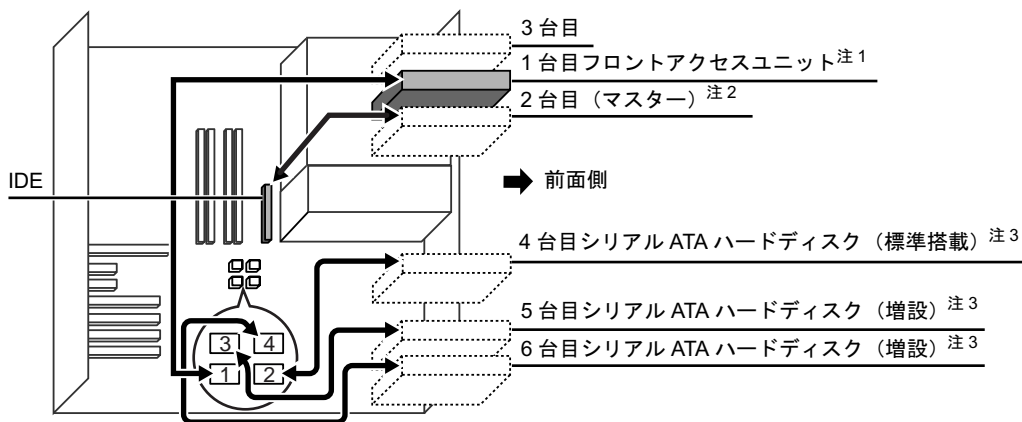 3 台目
1 台目フロントアクセスユニット注 1
2 台目（マスター）注 2
IDE
前面側
4 台目シリアル ATA ハードディスク（標準搭載）注 3
5 台目シリアル ATA ハードディスク（増設）注 3
6 台目シリアル ATA ハードディスク（増設）注 3
3 4
1 2